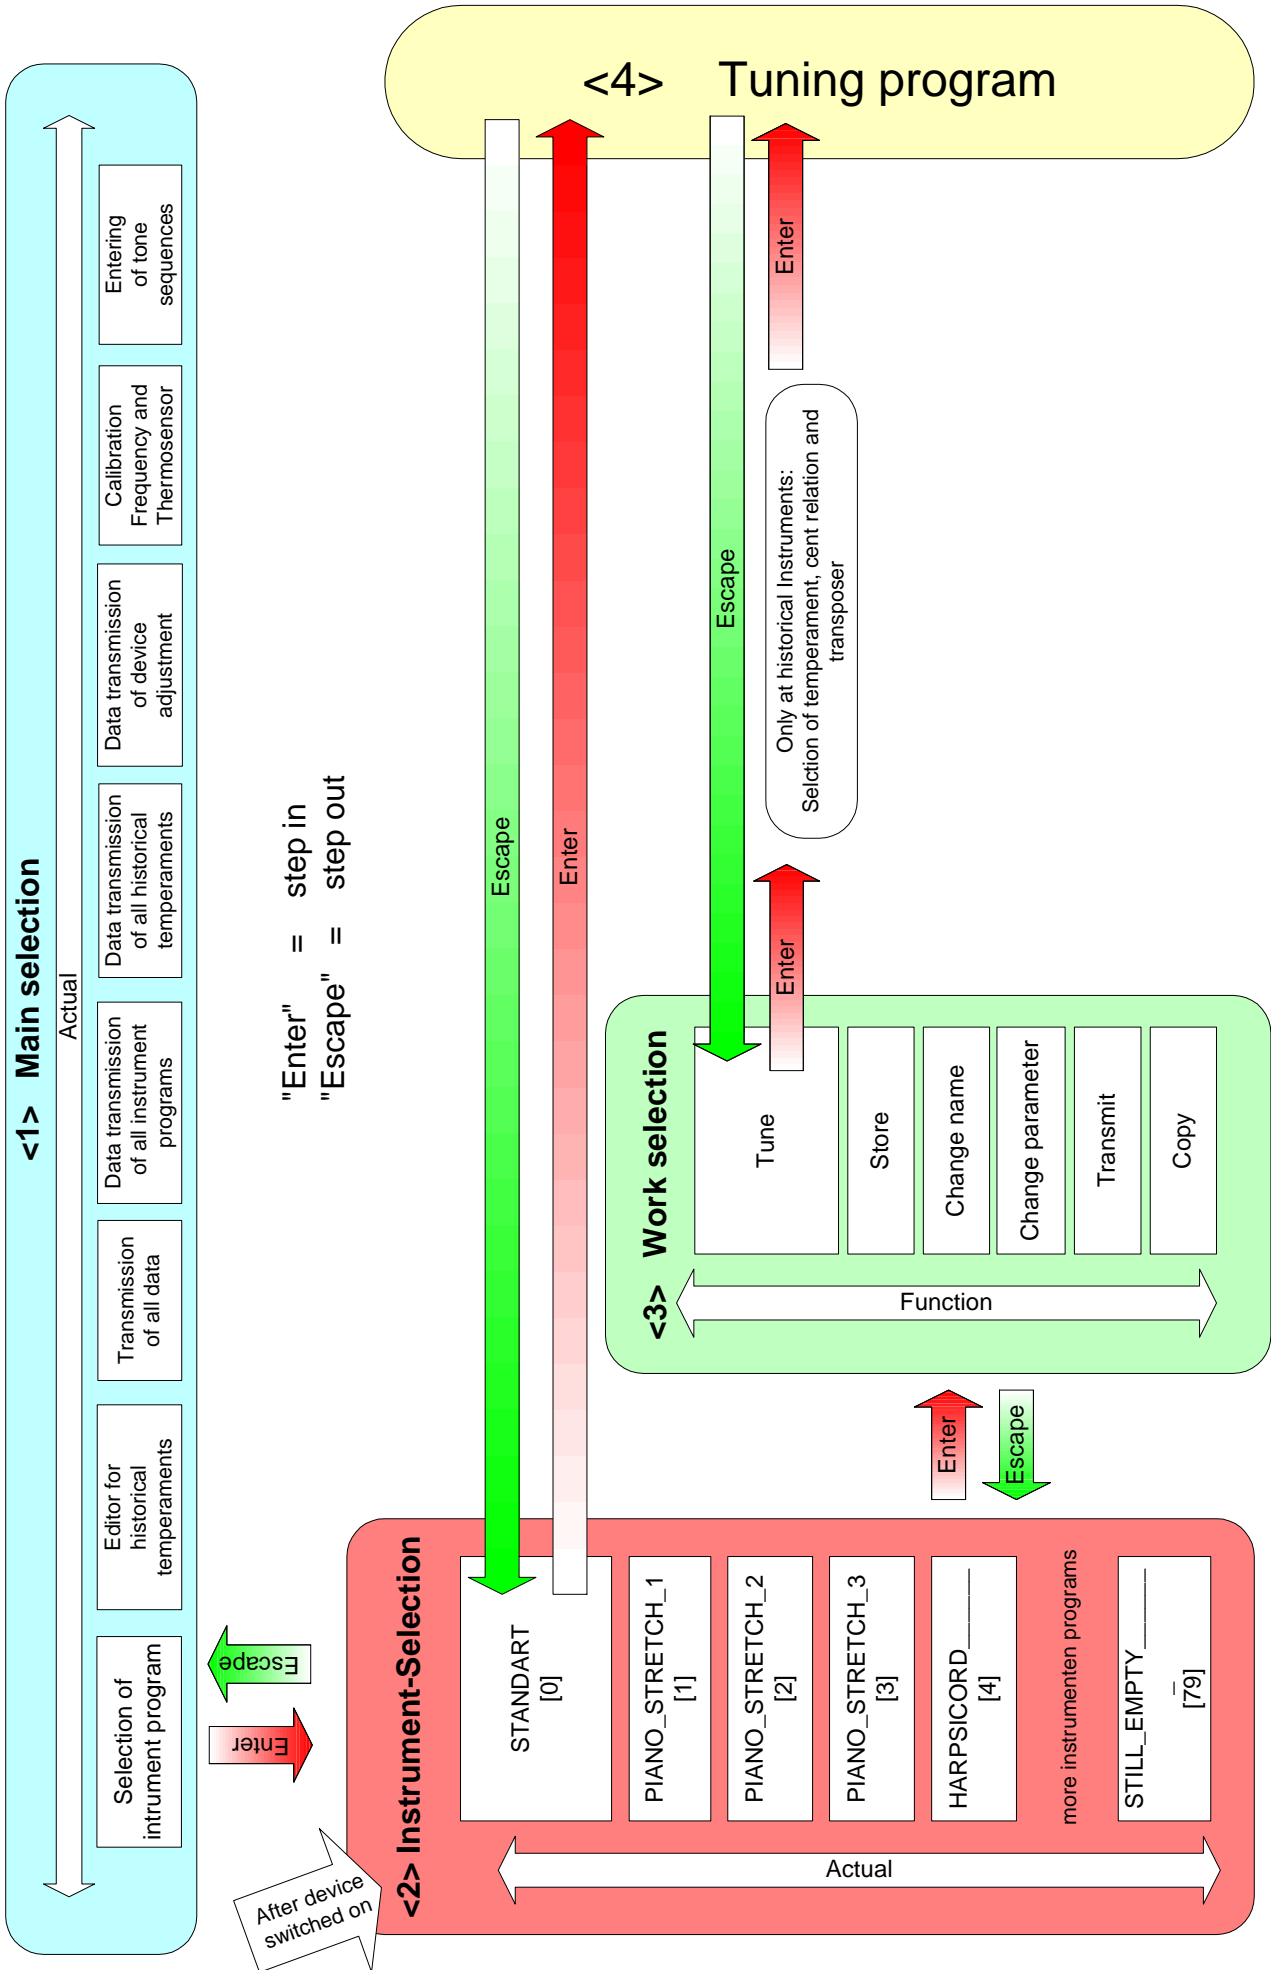 <1> Main selection
Actual
Selection of
intrument program
Editor for
historical
temperaments
Transmission
of all data
Data transmission
of all instrument
programs
Data transmission
of all historical
temperaments
Data transmission
of device
adjustment
Calibration
Frequency and
Thermosensor
Entering
of tone
sequences
Enter
Escape
"Enter" = step in
"Escape" = step out
After device
switched on
<2> Instrument-Selection
STANDART
[0]
PIANO_STRETCH_1
[1]
PIANO_STRETCH_2
[2]
PIANO_STRETCH_3
[3]
HARPSICORD______
[4]
more instrumenten programs
STILL_EMPTY______
_
[79]
Actual
Escape
Enter
Enter
Escape
<3> Work selection
Tune
Store
Change name
Change parameter
Transmit
Copy
Function
Escape
Enter
Only at historical Instruments:
Selction of temperament, cent relation and
transposer
Enter
<4> Tuning program